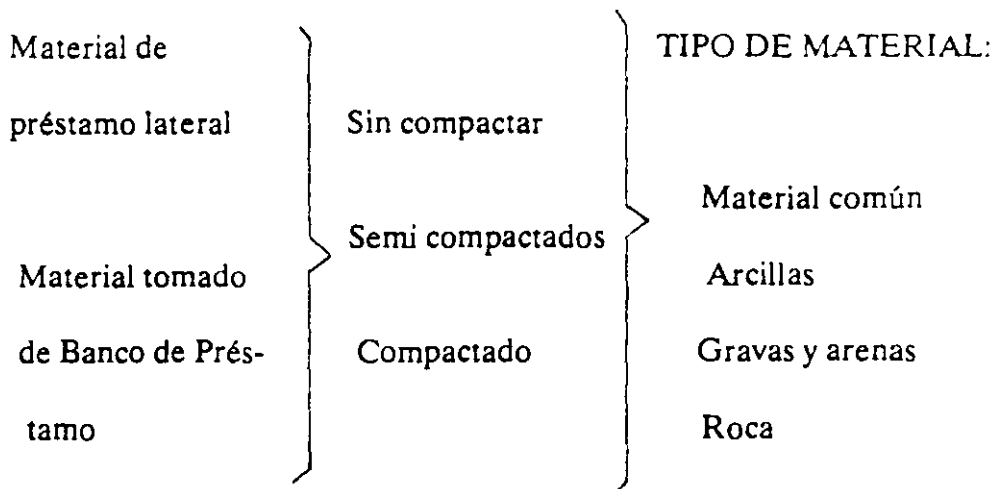 Material de
préstamo lateral
Material tomado
de Banco de Prés-
tamo
Sin compactar
Semi compactados
Compactado
TIPO DE MATERIAL:
Material común
Arcillas
Gravas y arenas
Roca